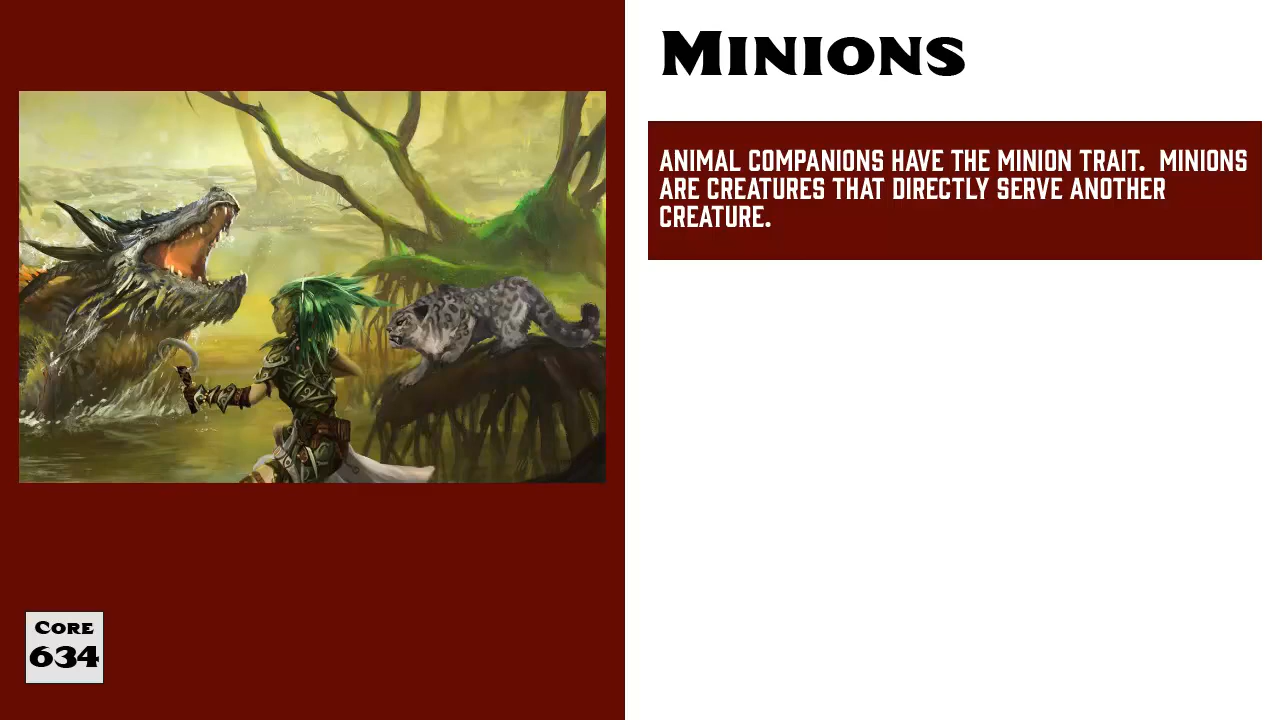 Minions
ANIMAL COMPANIONS HAVE THE MINION TRAIT.  MINIONS
ARE CREATURES THAT DIRECTLY SERVE ANOTHER
CREATURE.
Core
634